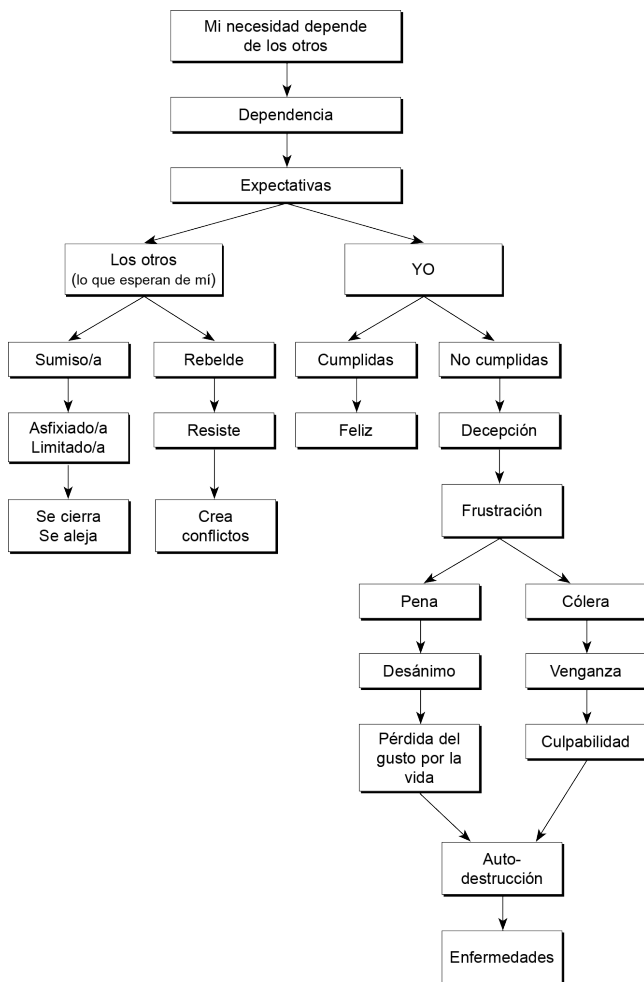 Mi necesidad depende
de los otros
Dependencia
Expectativas
Los otros
(lo que esperan de mí)
YO
Sumiso/a
Rebelde
Cumplidas
No cumplidas
Asfixiado/a
Limitado/a
Resiste
Feliz
Decepción
Se cierra
Se aleja
Crea
conflictos
Frustración
Pena
Cólera
Desánimo
Venganza
Pérdida del
gusto por la
vida
Culpabilidad
Auto-
destrucción
Enfermedades